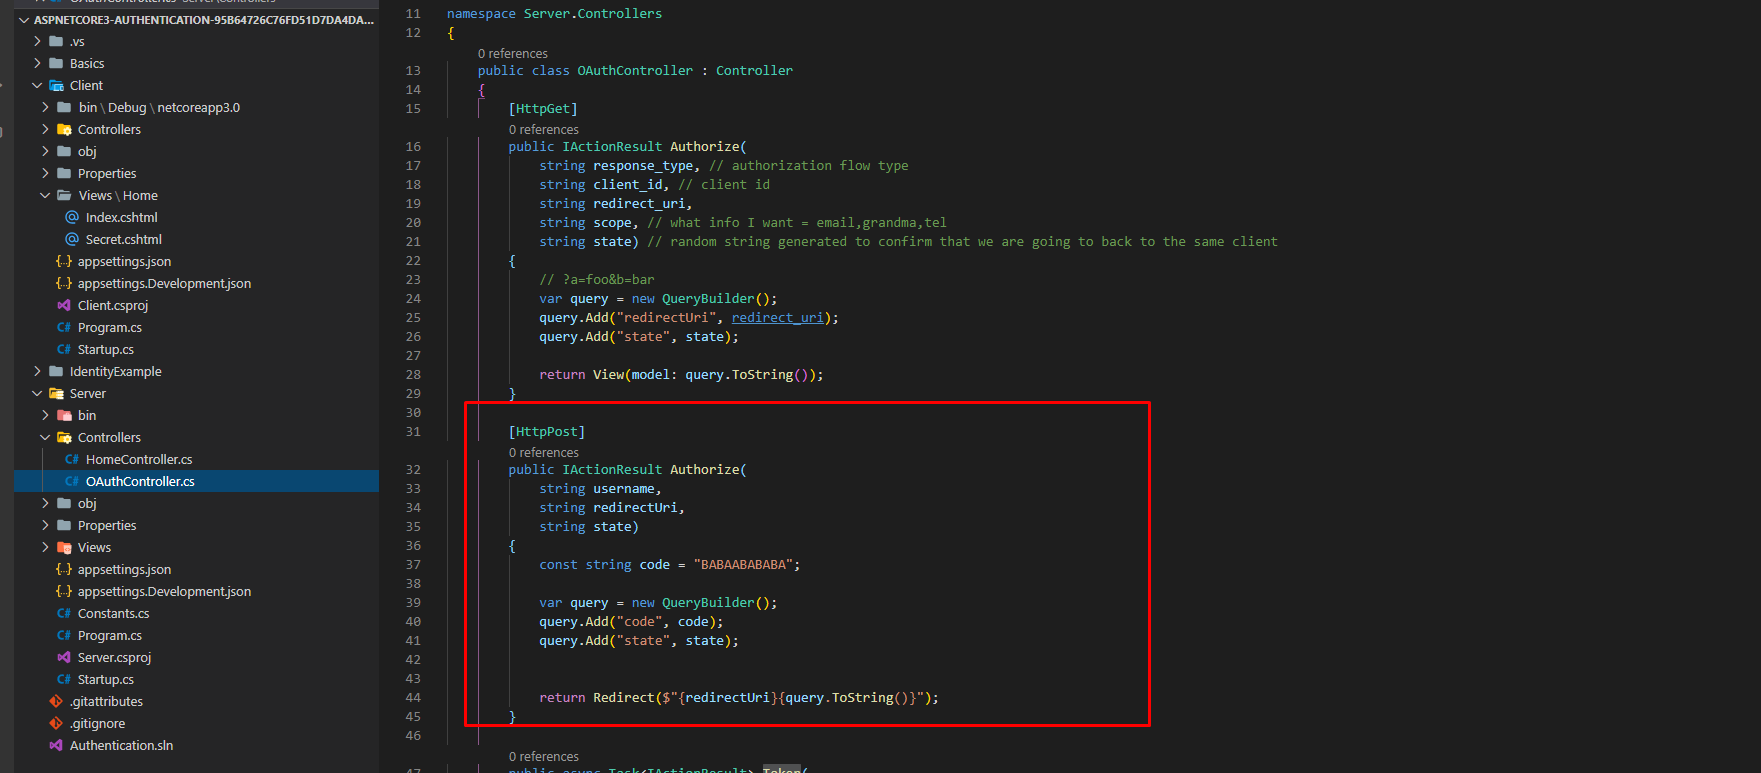 ASPNETCORE3-AUTHENTICATION-95B64726C76FD51D7DA4DA...
.vs
Basics
Client
bin \ Debug \ netcoreapp3.0
Controllers
obj
Properties
Views \ Home
Index.cshtml
Secret.cshtml
appsettings.json
appsettings.Development.json
Client.csproj
Program.cs
Startup.cs
IdentityExample
Server
bin
Controllers
HomeController.cs
OAuthController.cs
obj
Properties
Views
appsettings.json
appsettings.Development.json
Constants.cs
Program.cs
Server.csproj
Startup.cs
.gitattributes
.gitignore
Authentication.sln
11 namespace Server.Controllers
12 {
0 references
13 public class OAuthController : Controller
14 {
15 [HttpGet]
0 references
16 public IActionResult Authorize(
17 string response_type, // authorization flow type
18 string client_id, // client id
19 string redirect_uri,
20 string scope, // what info I want = email,grandma,tel
21 string state) // random string generated to confirm that we are going to back to the same client
22 {
23 // ?a=foo&b=bar
24 var query = new QueryBuilder();
25 query.Add("redirectUri", redirect_uri);
26 query.Add("state", state);
27
28 return View(model: query.ToString());
29 }
30
31 [HttpPost]
0 references
32 public IActionResult Authorize(
33 string username,
34 string redirectUri,
35 string state)
36 {
37 const string code = "BABAABABABA";
38
39 var query = new QueryBuilder();
40 query.Add("code", code);
41 query.Add("state", state);
42
43
44 return Redirect($"{redirectUri}{query.ToString()}");
45 }
46
0 references
47 public async Task<IActionResult> Token(